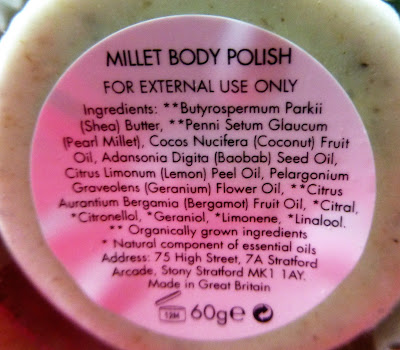 MILLET BODY POLISH
FOR EXTERNAL USE ONLY
Ingredients: **Butyrospermum Parkii
(Shea) Butter, **Penni Setum Glaucum
(Pearl Millet), Cocos Nucifera (Coconut) Fruit
Oil, Adansonia Digita (Baobab) Seed Oil,
Citrus Limonum (Lemon) Peel Oil, Pelargonium
Graveolens (Geranium) Flower Oil, **Citrus
Aurantium Bergamia (Bergamot) Fruit Oil, *Citral,
*Citronellol, *Geraniol, *Limonene, *Linalool.
** Organically grown ingredients
* Natural component of essential oils
Address: 75 High Street, 7A Stratford
Arcade, Stony Stratford MK1 1AY.
Made in Great Britain
12M 60g e